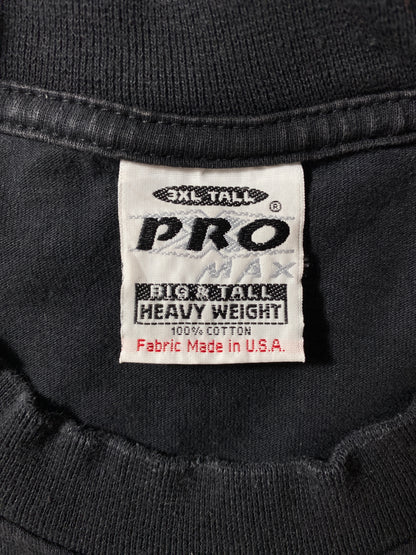 3XL TALL
PRO ®
MAX
BIG & TALL
HEAVY WEIGHT
100% COTTON
Fabric Made in U.S.A.